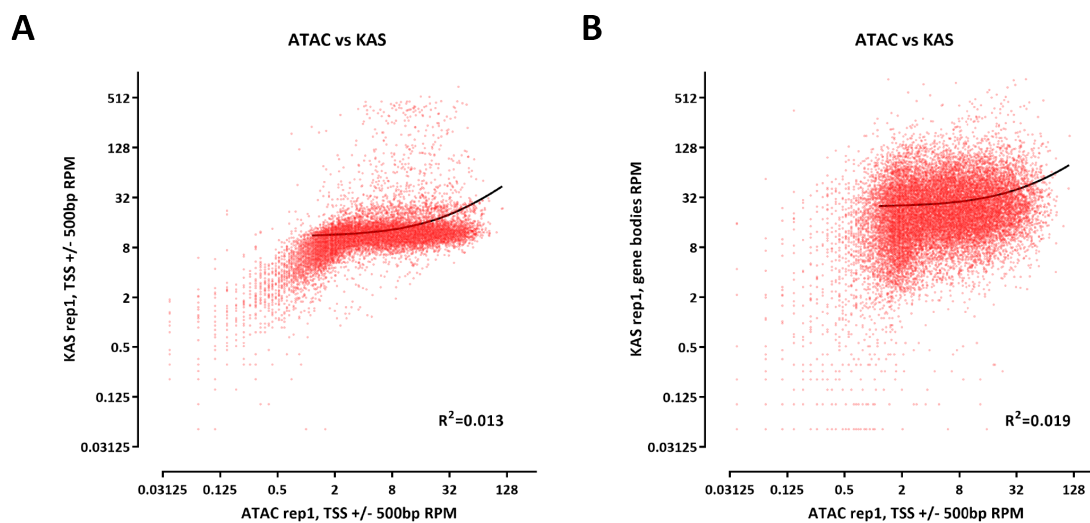 A
ATAC vs KAS
KAS rep1, TSS +/- 500bp RPM
512
128
32
8
2
0.5
0.125
0.03125
R²=0.013
0.03125 0.125 0.5 2 8 32 128
ATAC rep1, TSS +/- 500bp RPM
B
ATAC vs KAS
KAS rep1, gene bodies RPM
512
128
32
8
2
0.5
0.125
0.03125
R²=0.019
0.03125 0.125 0.5 2 8 32 128
ATAC rep1, TSS +/- 500bp RPM